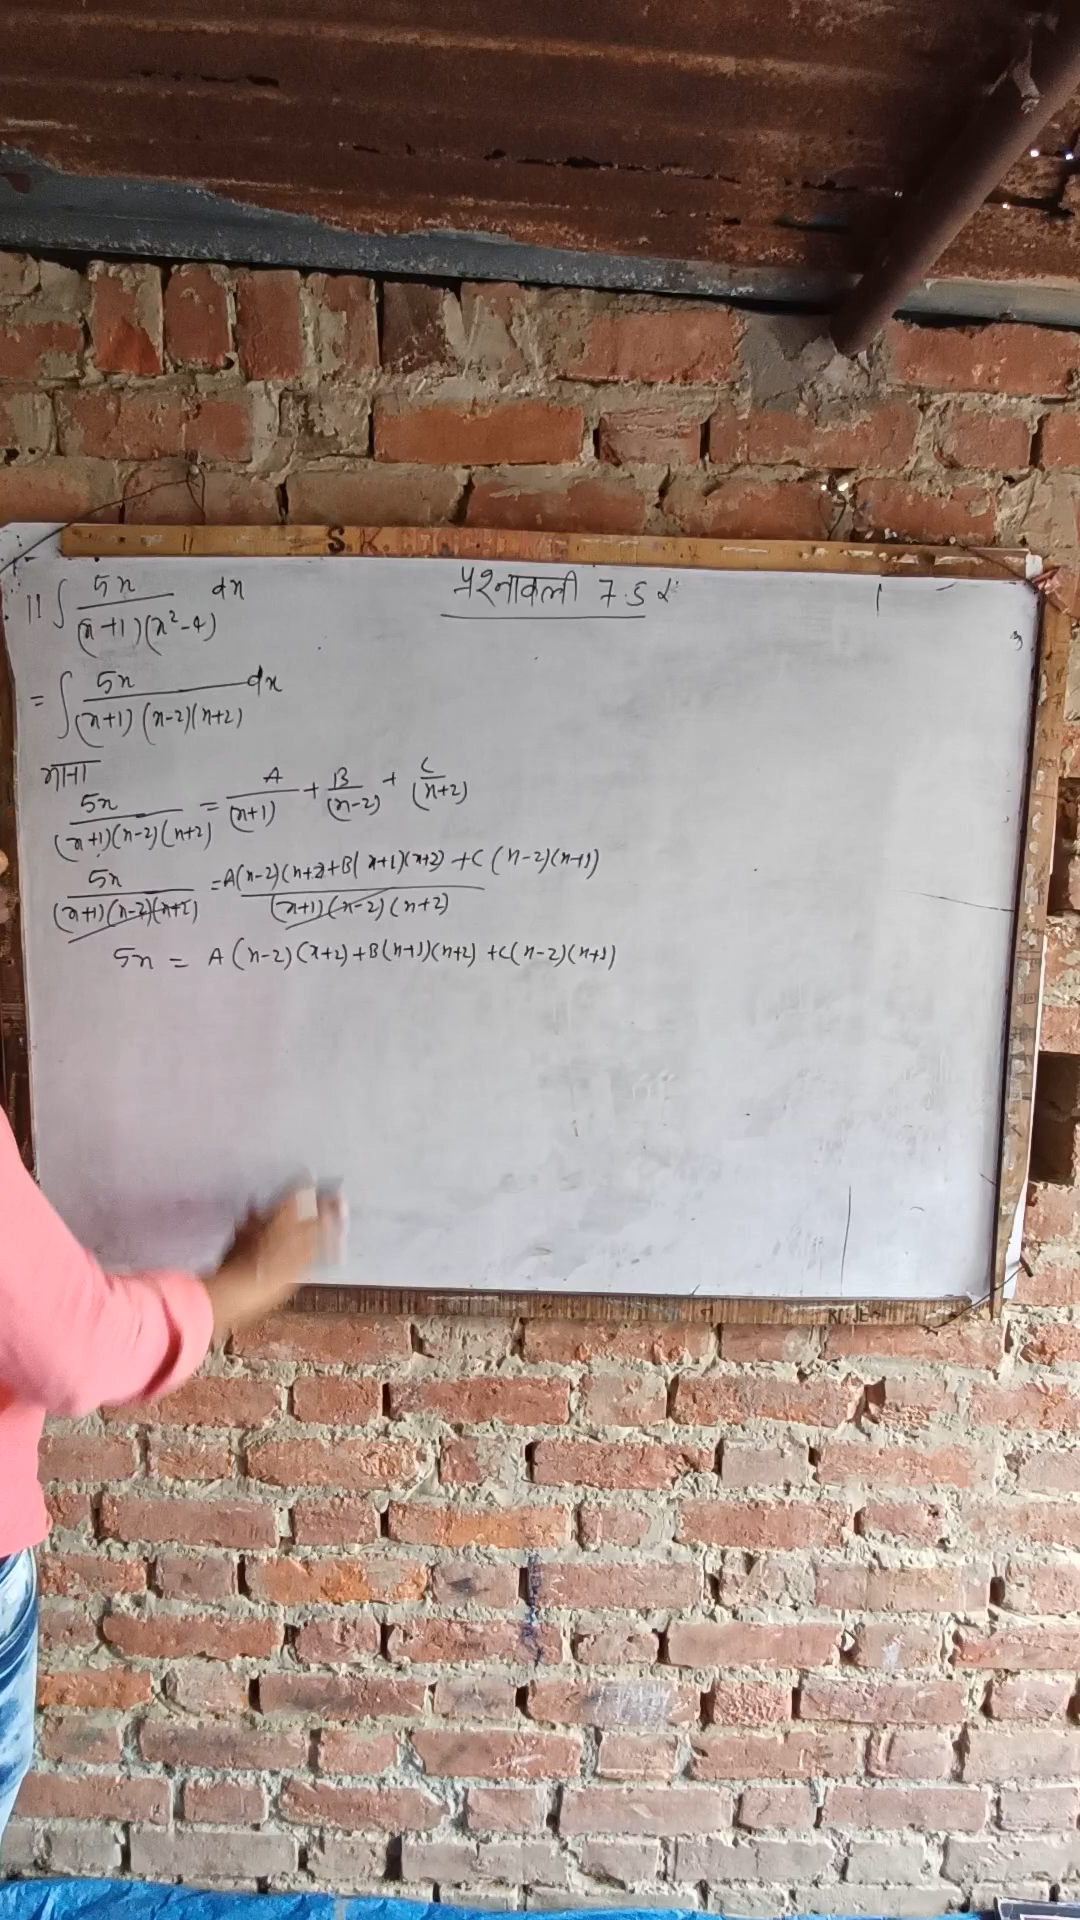 प्रश्नावली 7.5
11 ∫ 5x/(x+1)(x²-4) dx
= ∫ 5x/(x+1)(x-2)(x+2) dx
माना
5x/(x+1)(x-2)(x+2) = A/(x+1) + B/(x-2) + C/(x+2)
5x/(x+1)(x-2)(x+2) = A(x-2)(x+2)+B(x+1)(x+2)+C(x-2)(x+1)/(x+1)(x-2)(x+2)
5x = A(x-2)(x+2)+B(x+1)(x+2)+C(x-2)(x+1)